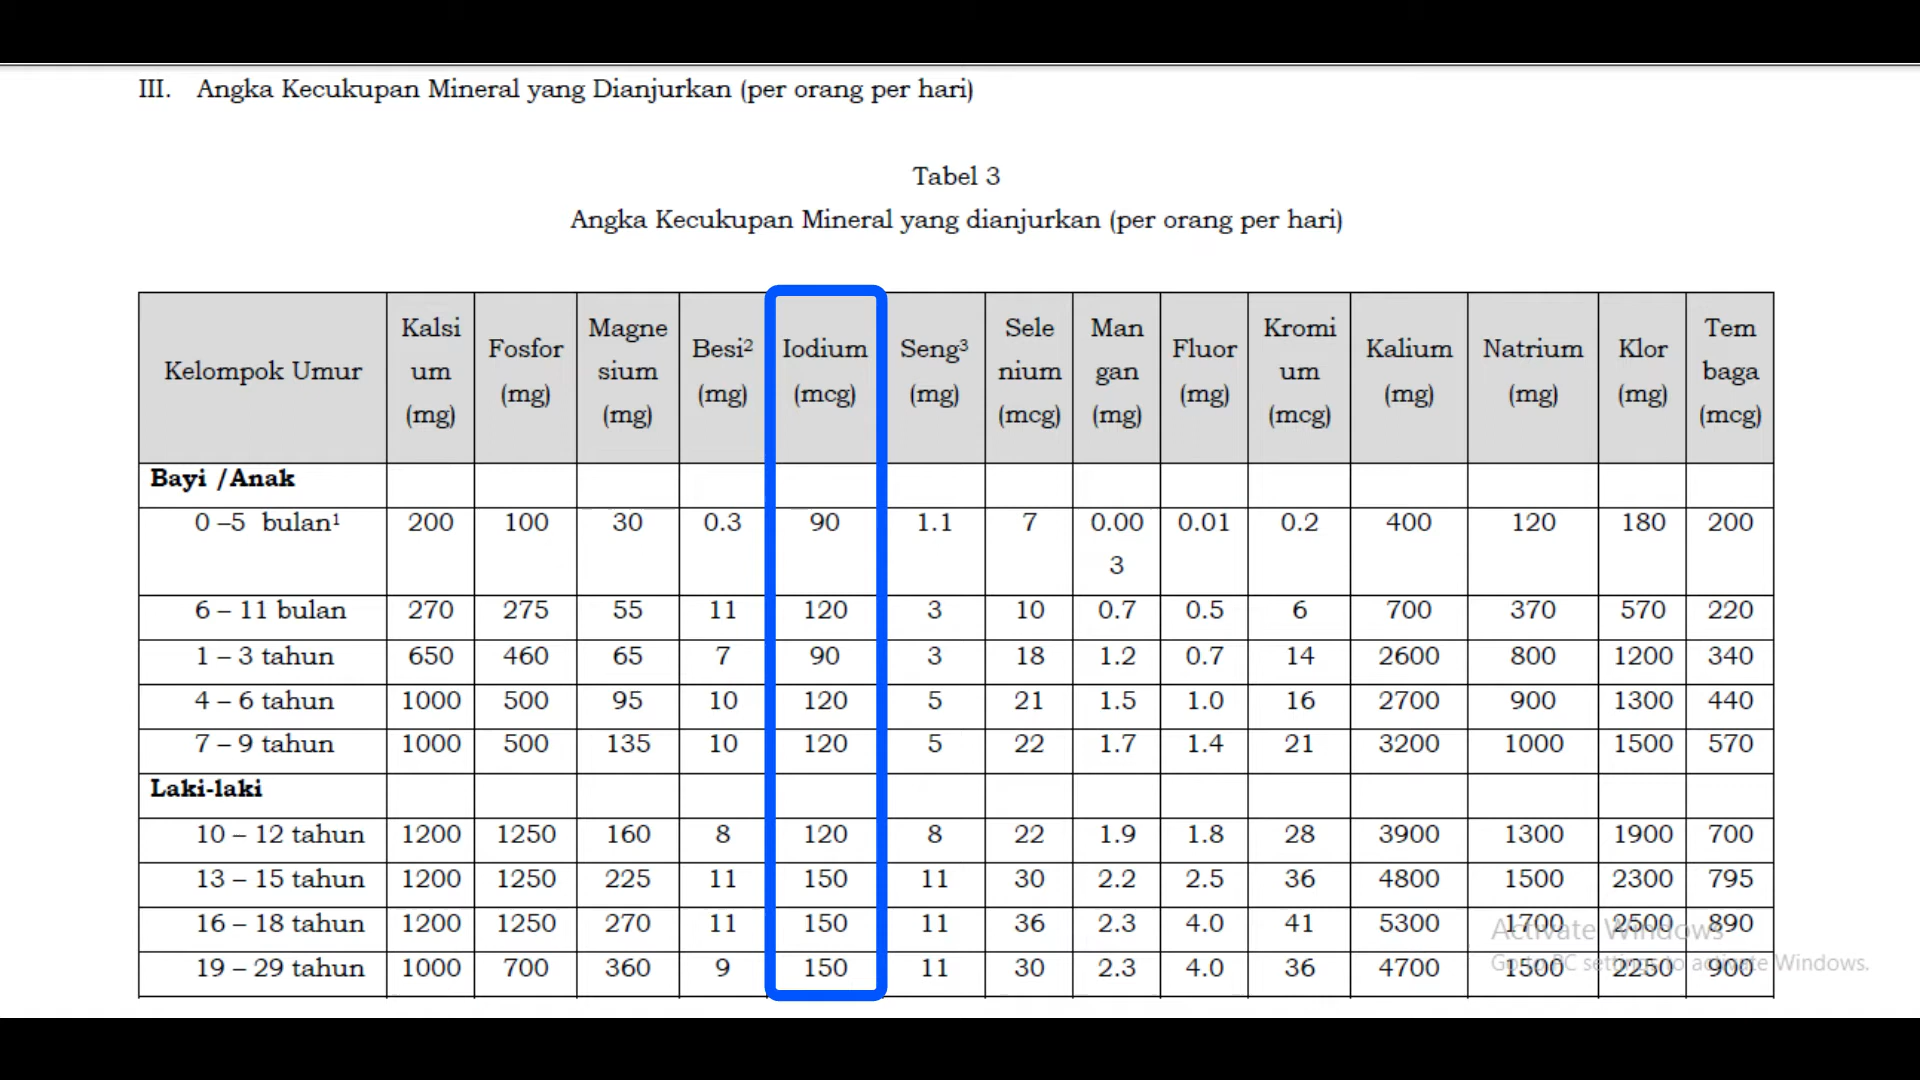 III. Angka Kecukupan Mineral yang Dianjurkan (per orang per hari)
Tabel 3
Angka Kecukupan Mineral yang dianjurkan (per orang per hari)
Kelompok Umur Kalsi um (mg) Fosfor (mg) Magne sium (mg) Besi² (mg) Iodium (mcg) Seng³ (mg) Sele nium (mcg) Man gan (mg) Fluor (mg) Kromi um (mcg) Kalium (mg) Natrium (mg) Klor (mg) Tem baga (mcg)
Bayi /Anak
0 –5 bulan¹ 200 100 30 0.3 90 1.1 7 0.00 3 0.01 0.2 400 120 180 200
6 – 11 bulan 270 275 55 11 120 3 10 0.7 0.5 6 700 370 570 220
1 – 3 tahun 650 460 65 7 90 3 18 1.2 0.7 14 2600 800 1200 340
4 – 6 tahun 1000 500 95 10 120 5 21 1.5 1.0 16 2700 900 1300 440
7 – 9 tahun 1000 500 135 10 120 5 22 1.7 1.4 21 3200 1000 1500 570
Laki-laki
10 – 12 tahun 1200 1250 160 8 120 8 22 1.9 1.8 28 3900 1300 1900 700
13 – 15 tahun 1200 1250 225 11 150 11 30 2.2 2.5 36 4800 1500 2300 795
16 – 18 tahun 1200 1250 270 11 150 11 36 2.3 4.0 41 5300 1700 2500 890
19 – 29 tahun 1000 700 360 9 150 11 30 2.3 4.0 36 4700 1500 2250 900
Activate Windows
Go to PC settings to activate Windows.